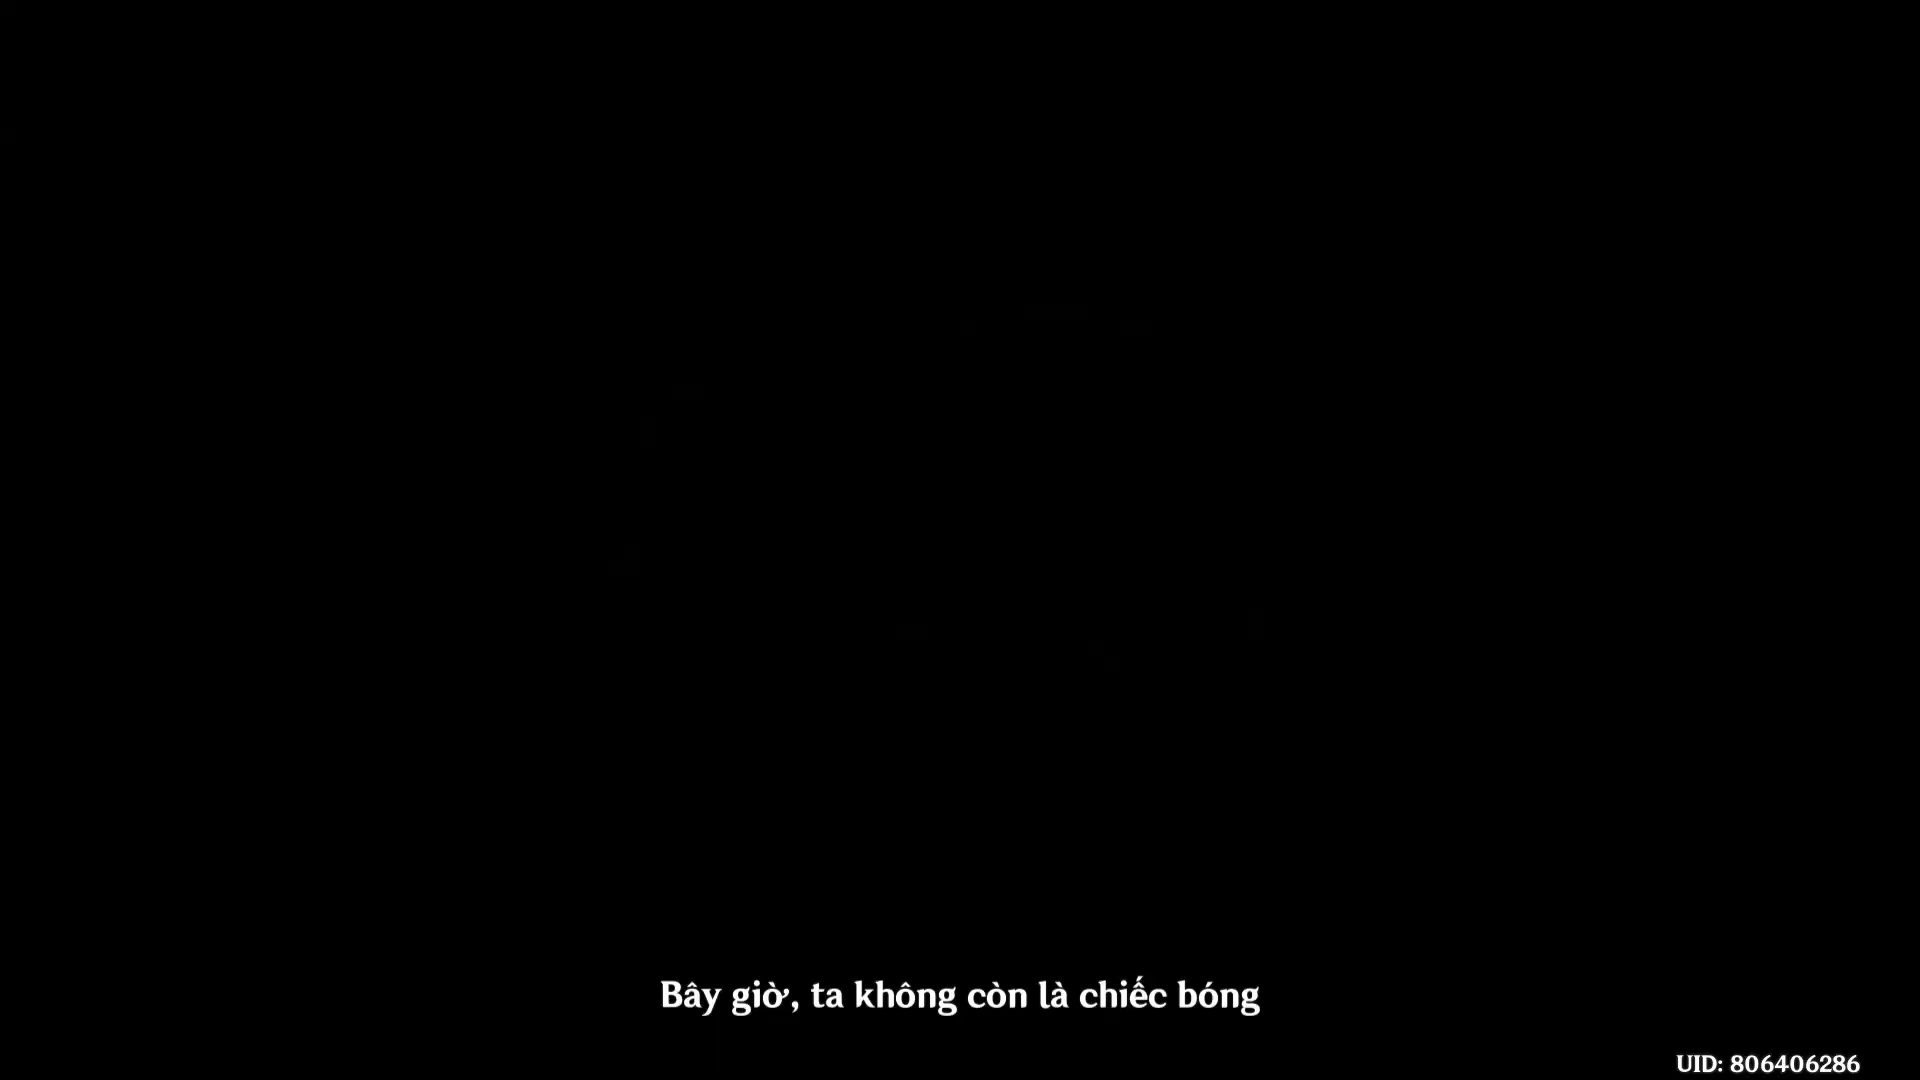 Bây giờ, ta không còn là chiếc bóng
UID: 806406286